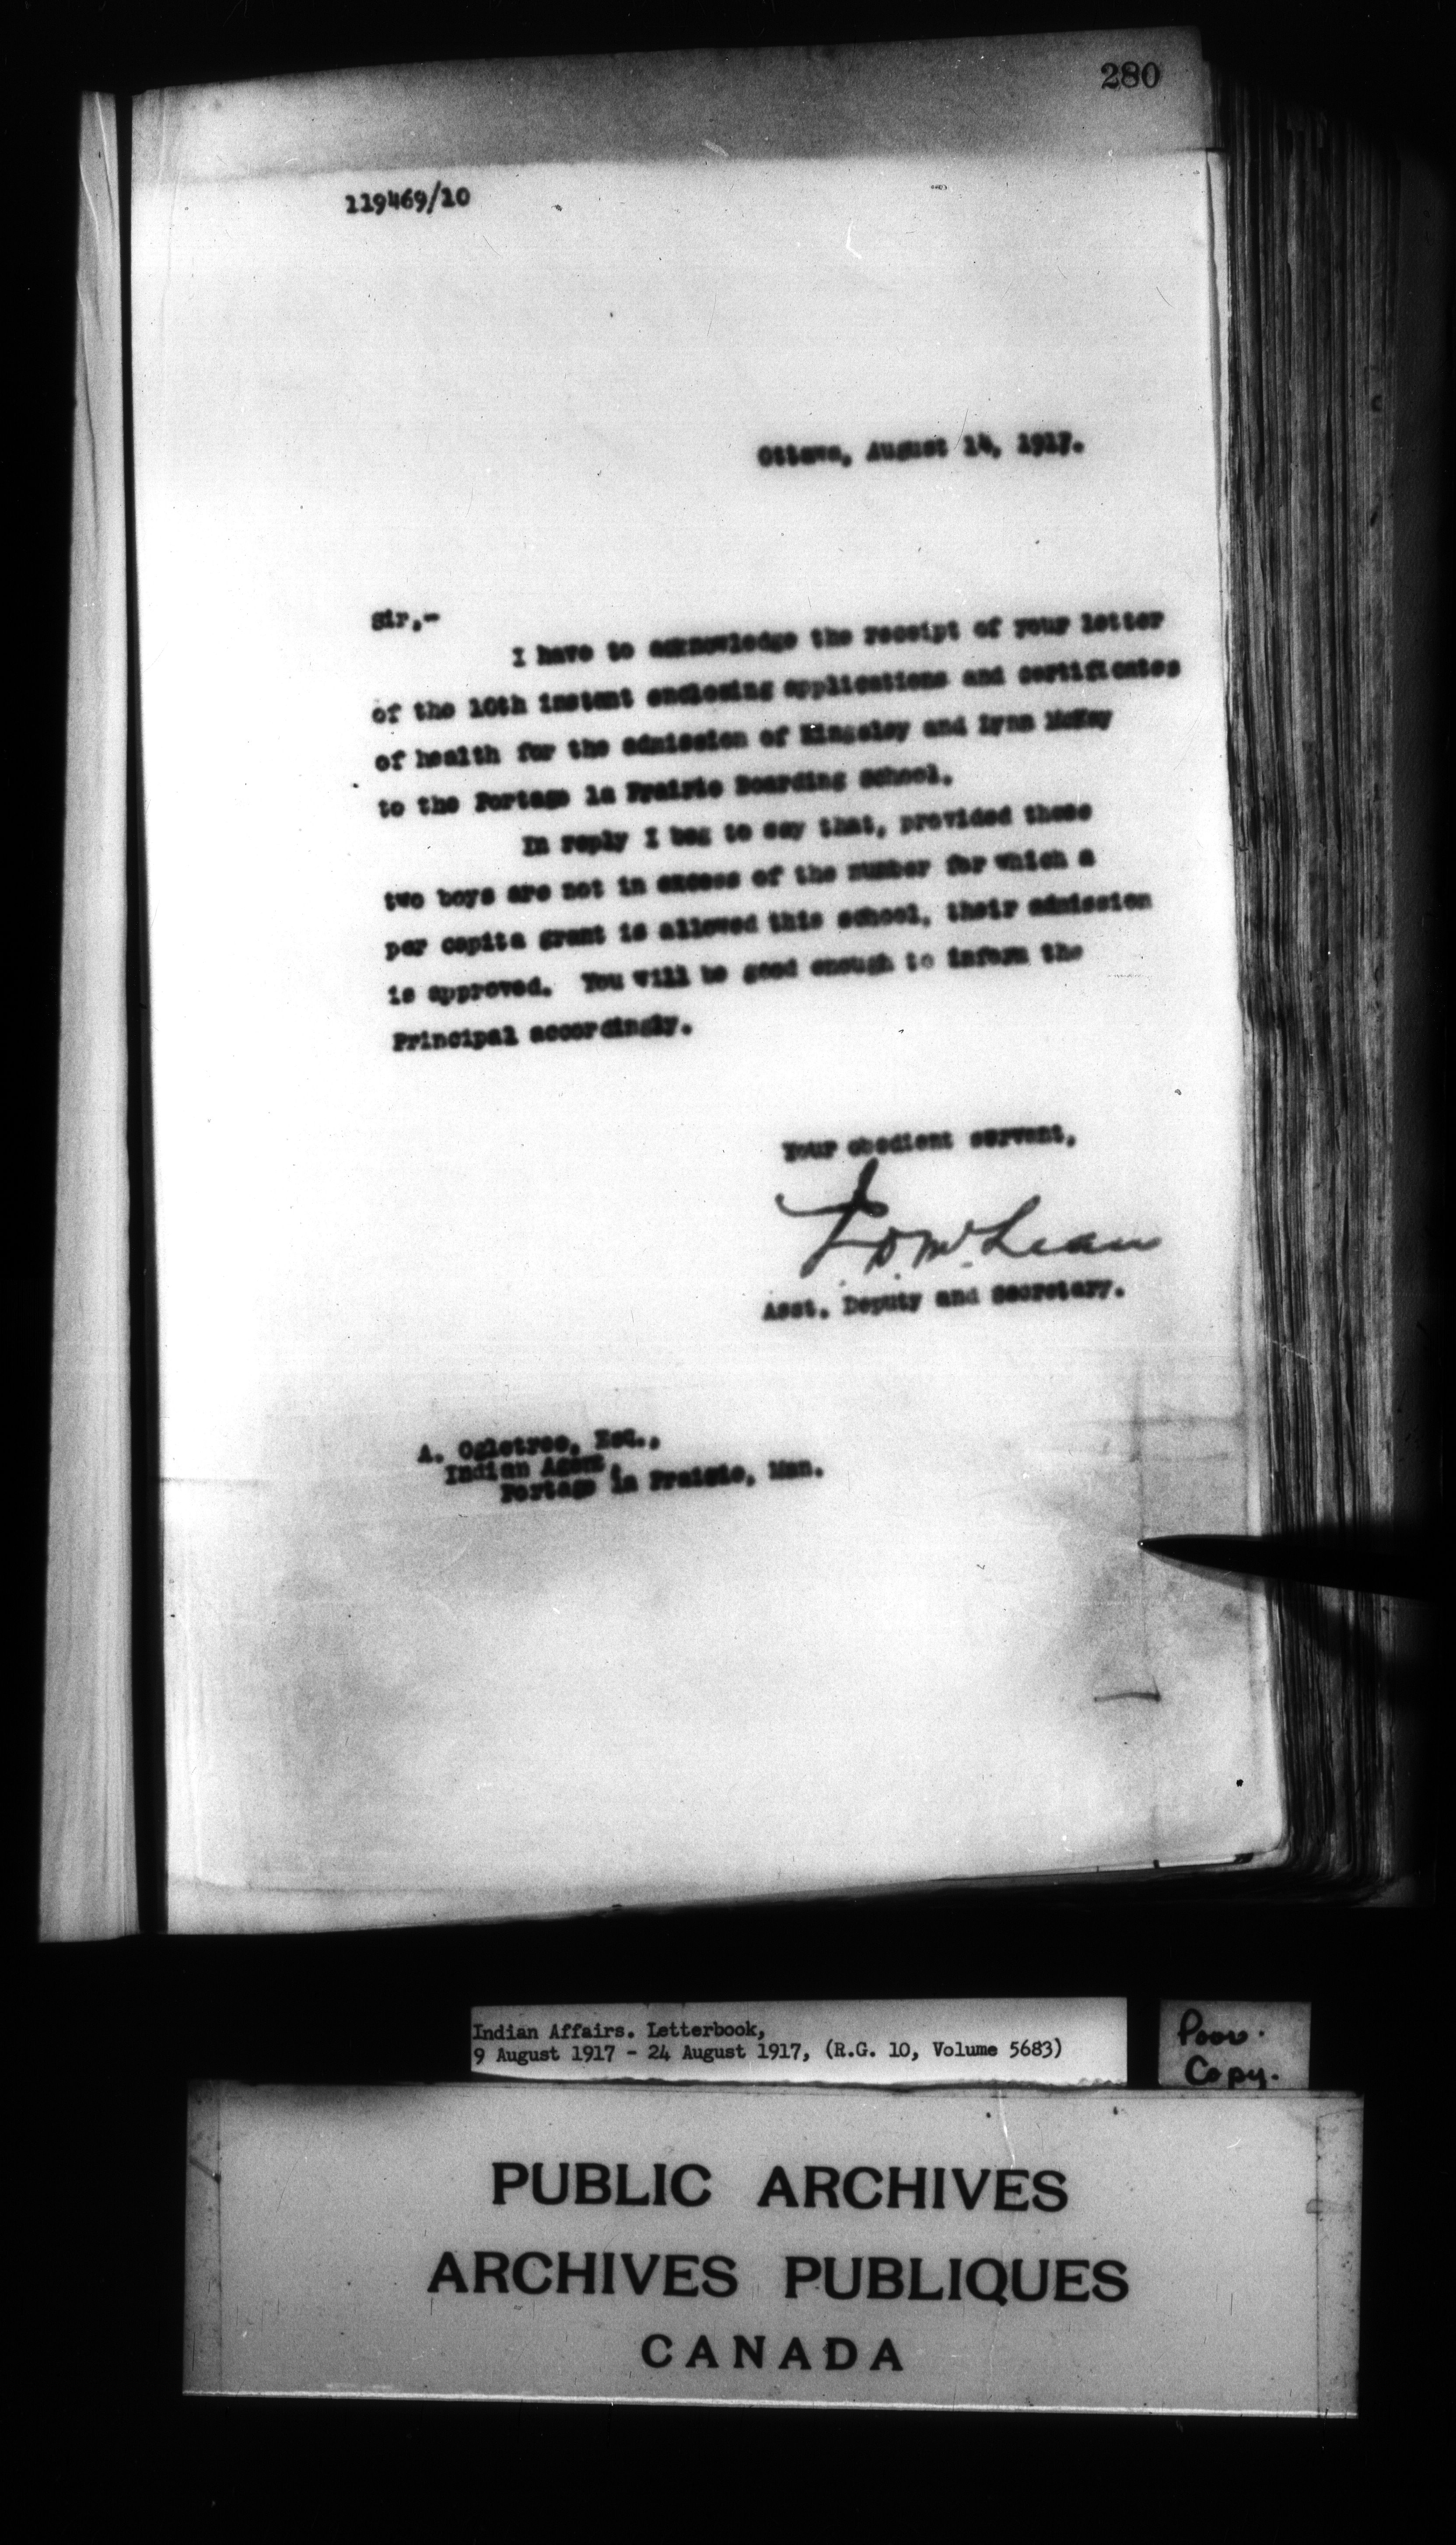 280
119469/10
Ottawa, August 14, 1917.
Sir,-
I have to acknowledge the receipt of your letter
of the 10th instant enclosing applications and certificates
of health for the admission of Kingsley and Lynn McKay
to the Portage la Prairie Boarding School.
In reply I beg to say that, provided these
two boys are not in excess of the number for which a
per capita grant is allowed this school, their admission
is approved. You will be good enough to inform the
Principal accordingly.
Your obedient servant,
J. D. McLean
Asst. Deputy and Secretary.
A. Ogletree, Esq.,
Indian Agent,
Portage la Prairie, Man.
Indian Affairs. Letterbook,
9 August 1917 - 24 August 1917, (R.G. 10, Volume 5683)
Poor.
Copy.
PUBLIC ARCHIVES
ARCHIVES PUBLIQUES
CANADA